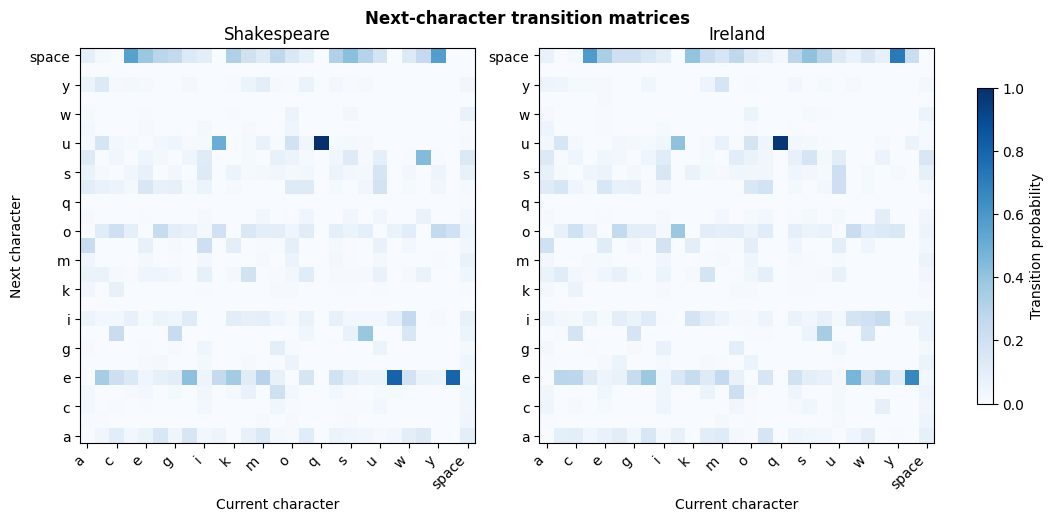 Next-character transition matrices
Shakespeare
Ireland
space
y
w
u
s
q
o
m
k
i
g
e
c
a
Next character
a
c
e
g
i
k
m
o
q
s
u
w
y
space
Current character
space
y
w
u
s
q
o
m
k
i
g
e
c
a
a
c
e
g
i
k
m
o
q
s
u
w
y
space
Current character
1.0
0.8
0.6
0.4
0.2
0.0
Transition probability